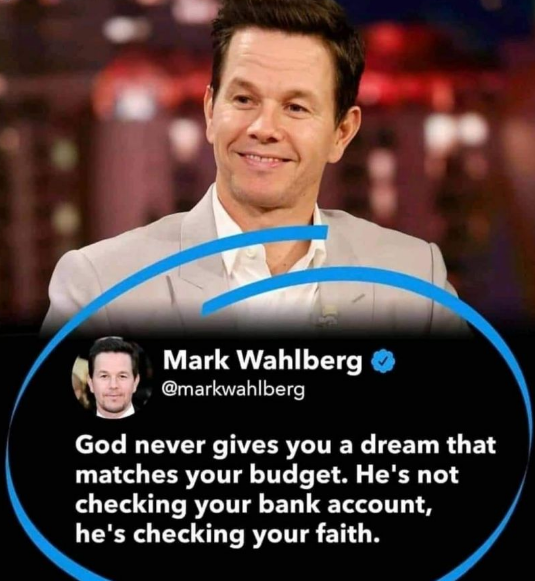 Mark Wahlberg
@markwahlberg
God never gives you a dream that
matches your budget. He's not
checking your bank account,
he's checking your faith.